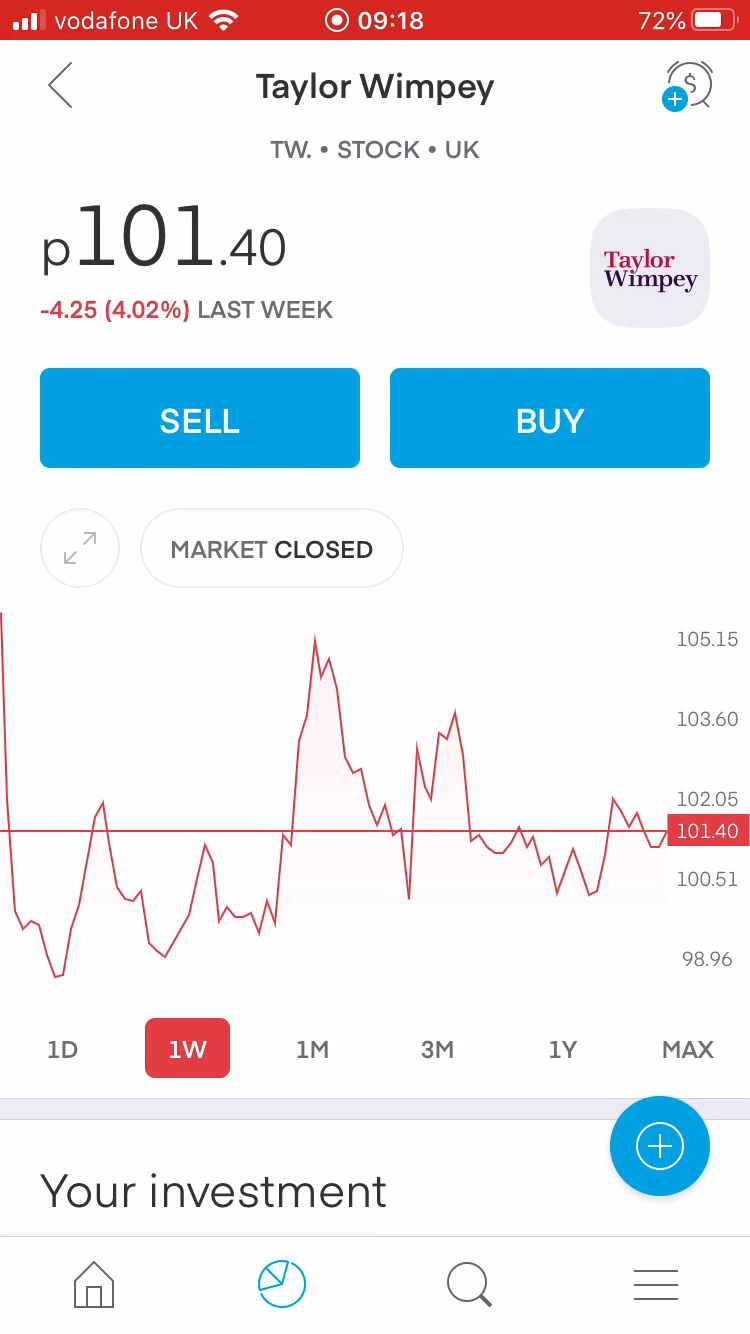 vodafone UK 09:18 72%
Taylor Wimpey
TW. • STOCK • UK
p101.40
Taylor
Wimpey
-4.25 (4.02%) LAST WEEK
SELL BUY
MARKET CLOSED
105.15
103.60
102.05
101.40
100.51
98.96
1D 1W 1M 3M 1Y MAX
Your investment